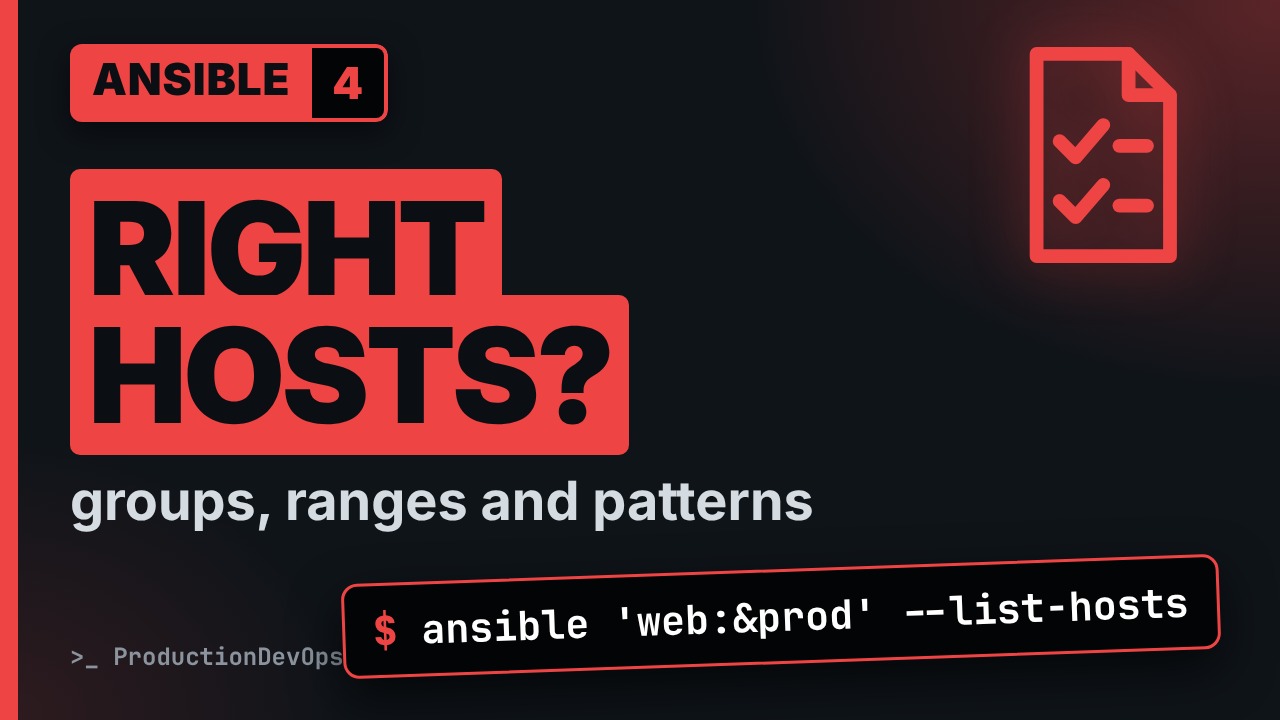 ANSIBLE 4
RIGHT
HOSTS?
groups, ranges and patterns
$ ansible 'web:&prod' --list-hosts
>_ ProductionDevOps